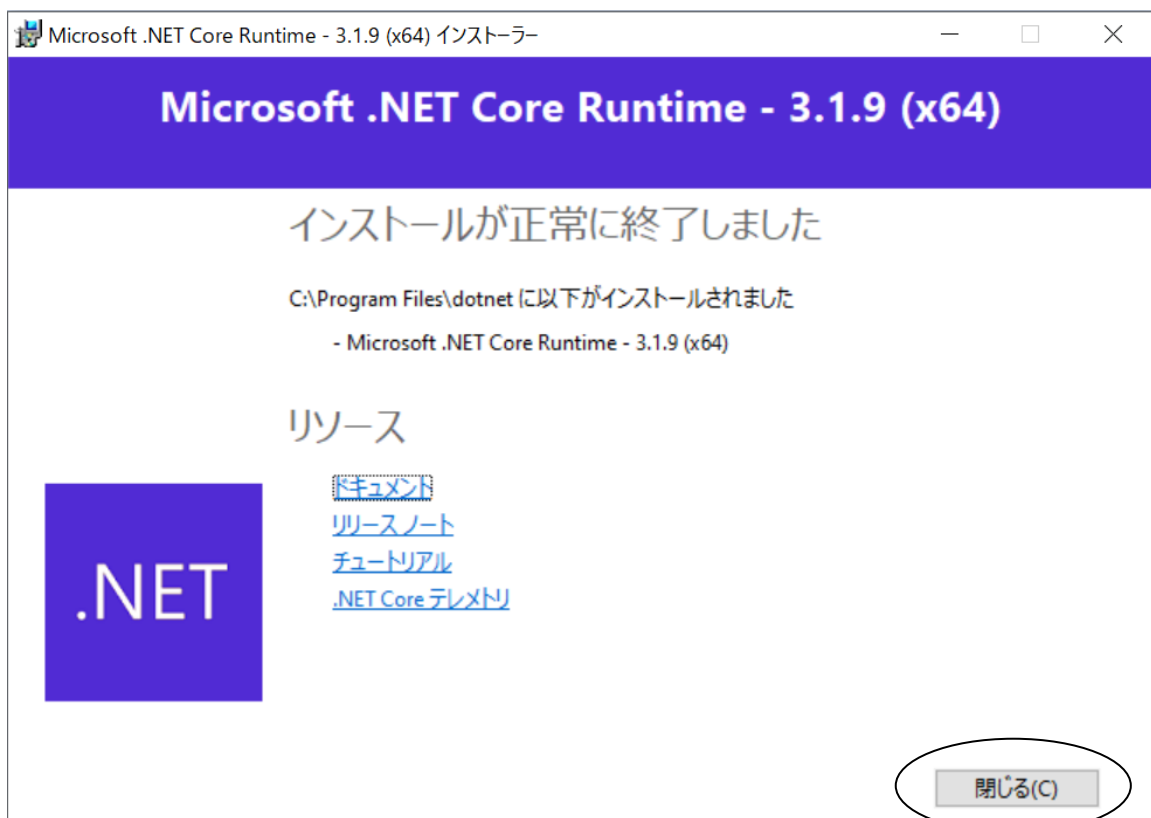 Microsoft .NET Core Runtime - 3.1.9 (x64) インストーラー
Microsoft .NET Core Runtime - 3.1.9 (x64)
インストールが正常に終了しました
C:\Program Files\dotnet に以下がインストールされました
- Microsoft .NET Core Runtime - 3.1.9 (x64)
リソース
ドキュメント
リリース ノート
チュートリアル
.NET Core テレメトリ
.NET
閉じる(C)